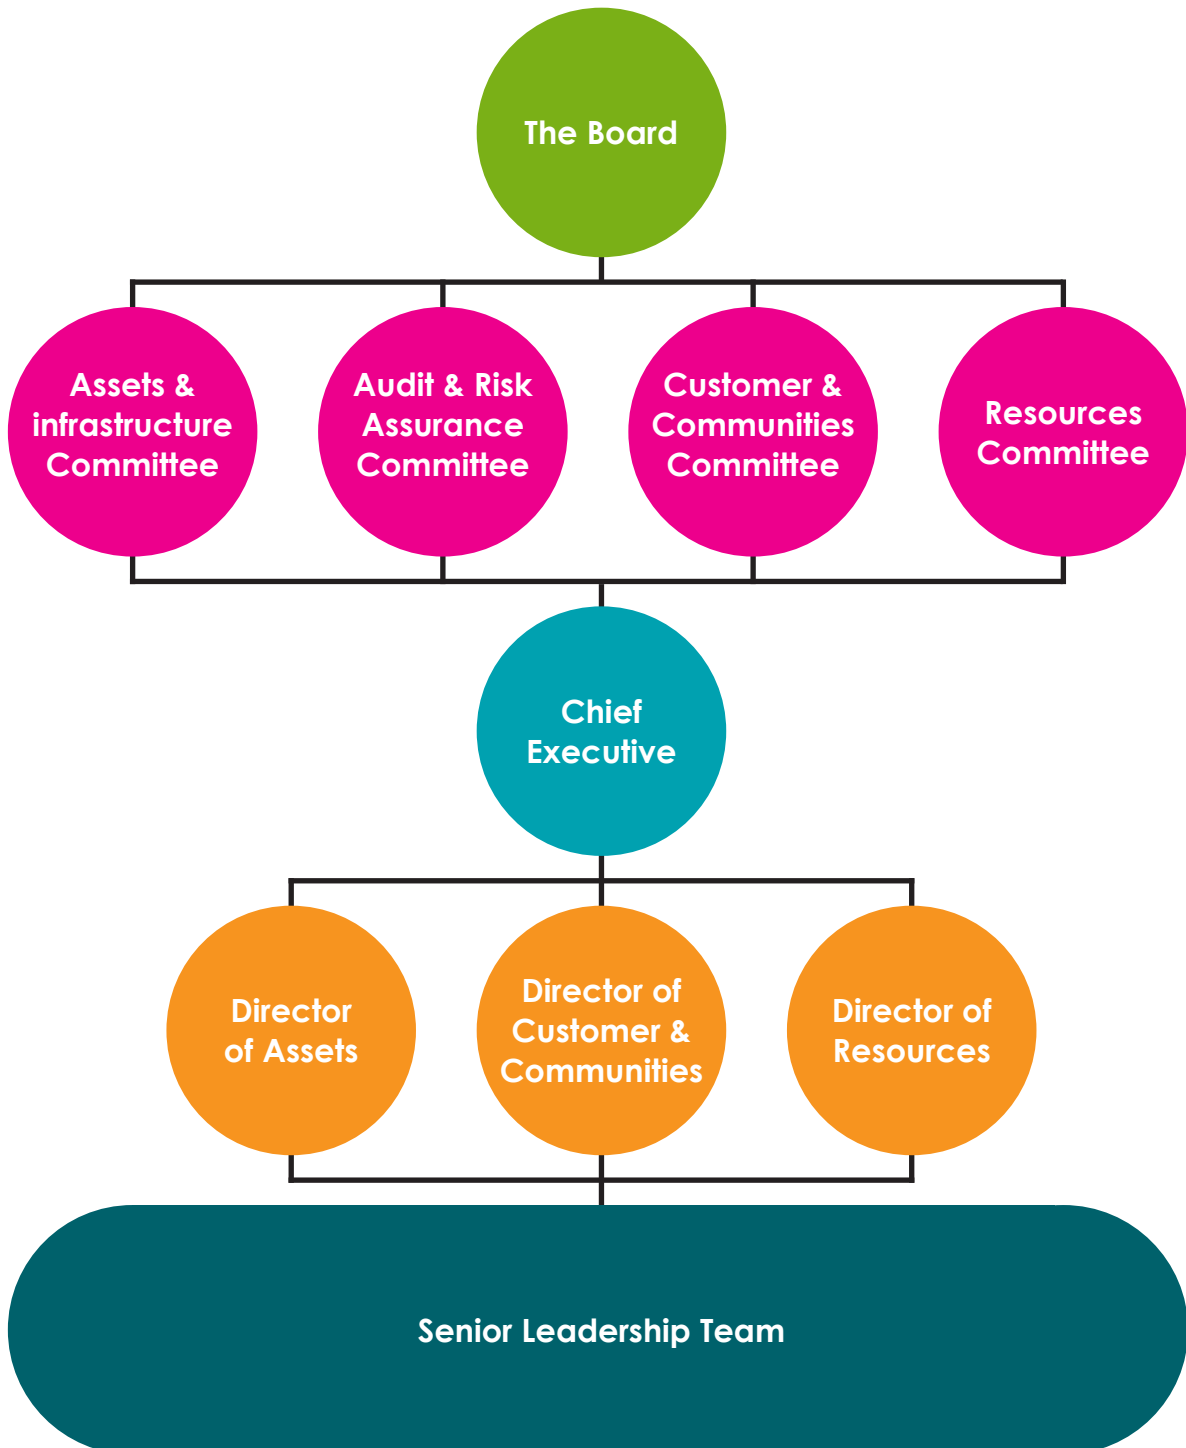 The Board
Assets &
infrastructure
Committee
Audit & Risk
Assurance
Committee
Customer &
Communities
Committee
Resources
Committee
Chief
Executive
Director
of Assets
Director of
Customer &
Communities
Director of
Resources
Senior Leadership Team